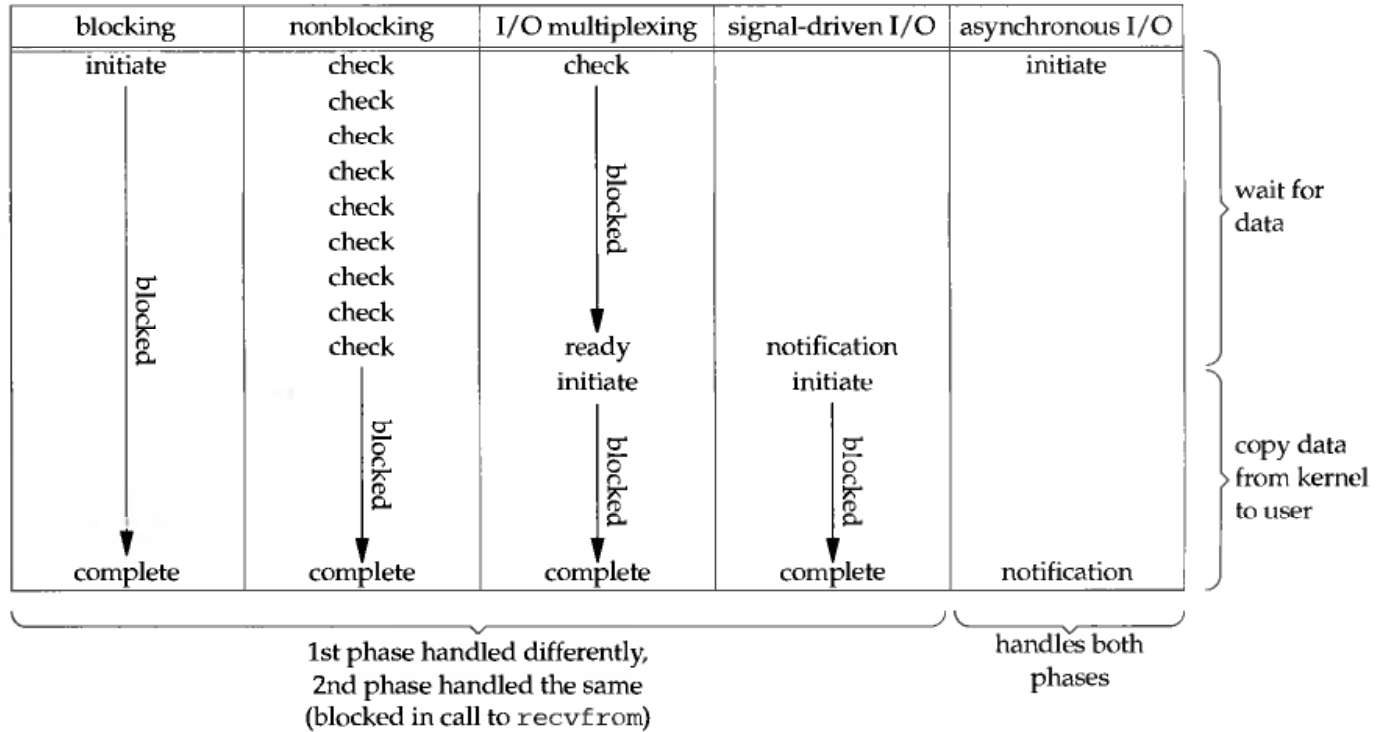 blocking nonblocking I/O multiplexing signal-driven I/O asynchronous I/O
initiate check check initiate
check
check
check
check
check
check
check
check ready notification
initiate initiate
blocked
blocked
blocked
blocked
blocked
complete complete complete complete notification
wait for
data
copy data
from kernel
to user
1st phase handled differently,
2nd phase handled the same
(blocked in call to recvfrom)
handles both
phases